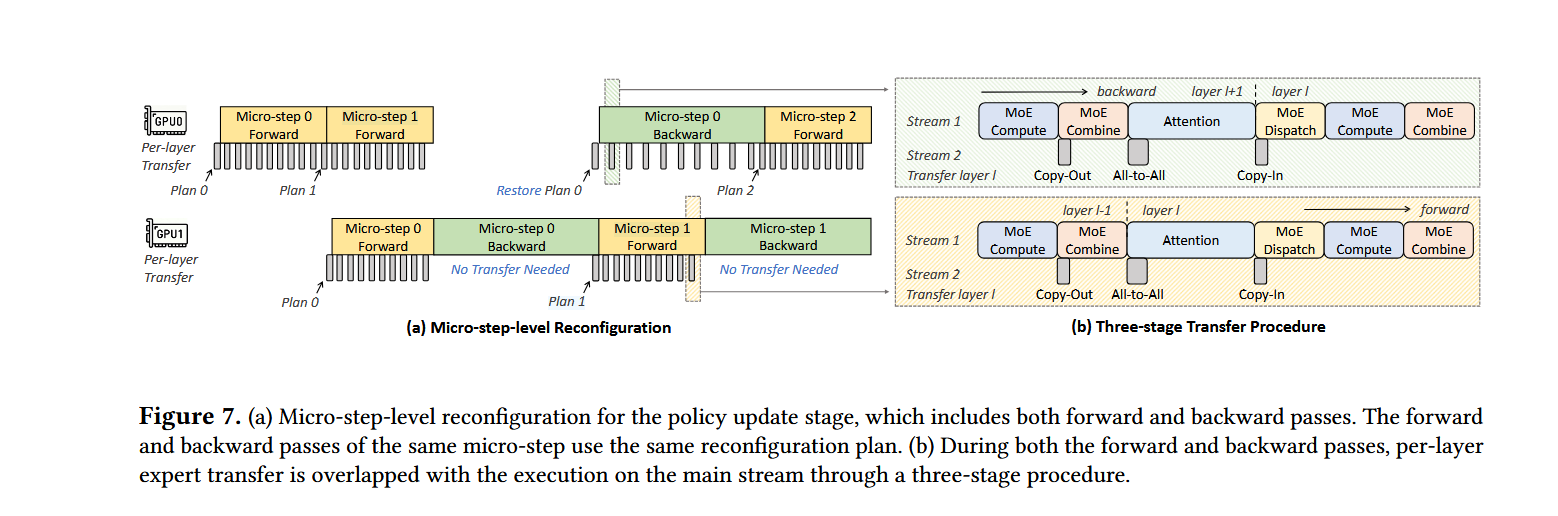 GPU0
Per-layer
Transfer
Micro-step 0
Forward
Micro-step 1
Forward
Micro-step 0
Backward
Micro-step 2
Forward
Plan 0
Plan 1
Restore Plan 0
Plan 2
GPU1
Per-layer
Transfer
Micro-step 0
Forward
Micro-step 0
Backward
Micro-step 1
Forward
Micro-step 1
Backward
No Transfer Needed
No Transfer Needed
Plan 0
Plan 1
(a) Micro-step-level Reconfiguration
backward
layer l+1
layer l
Stream 1
MoE
Compute
MoE
Combine
Attention
MoE
Dispatch
MoE
Compute
MoE
Combine
Stream 2
Transfer layer l
Copy-Out
All-to-All
Copy-In
layer l-1
layer l
forward
Stream 1
MoE
Compute
MoE
Combine
Attention
MoE
Dispatch
MoE
Compute
MoE
Combine
Stream 2
Transfer layer l
Copy-Out
All-to-All
Copy-In
(b) Three-stage Transfer Procedure
Figure 7. (a) Micro-step-level reconfiguration for the policy update stage, which includes both forward and backward passes. The forward
and backward passes of the same micro-step use the same reconfiguration plan. (b) During both the forward and backward passes, per-layer
expert transfer is overlapped with the execution on the main stream through a three-stage procedure.